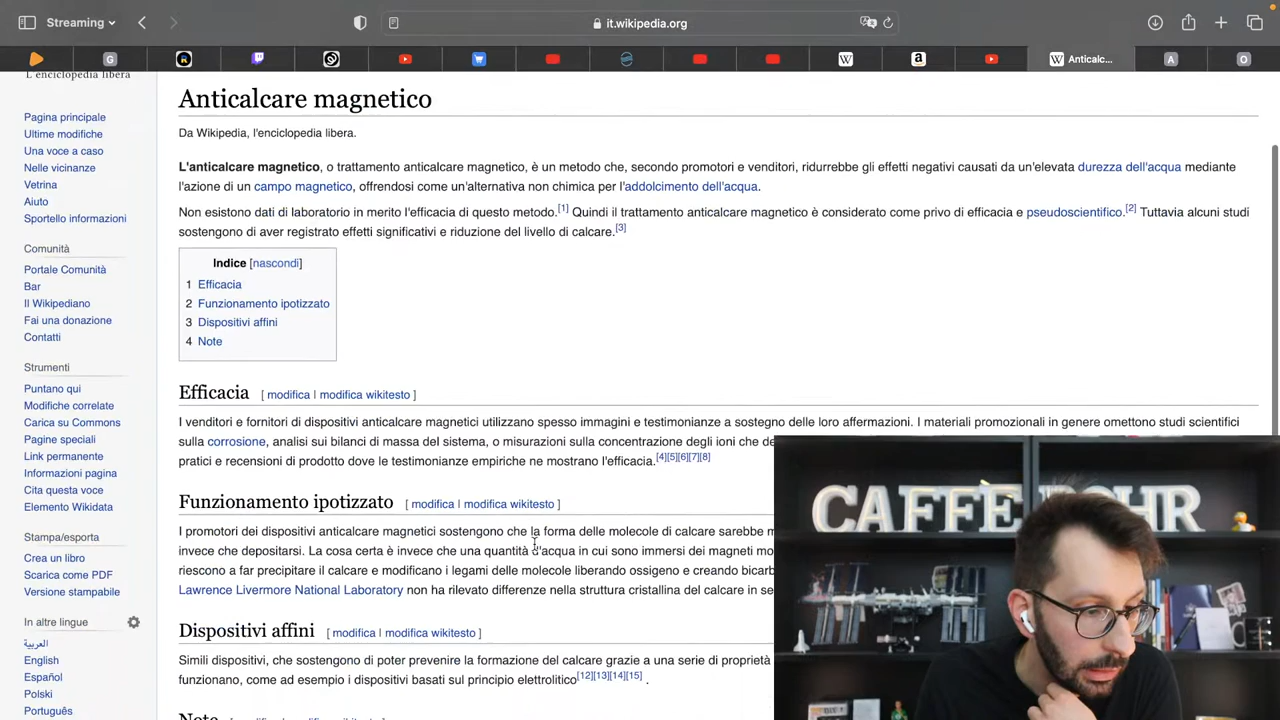 Streaming
it.wikipedia.org
G
Anticalc...
A
O
L'enciclopedia libera
Pagina principale
Ultime modifiche
Una voce a caso
Nelle vicinanze
Vetrina
Aiuto
Sportello informazioni
Comunità
Portale Comunità
Bar
Il Wikipediano
Fai una donazione
Contatti
Strumenti
Puntano qui
Modifiche correlate
Carica su Commons
Pagine speciali
Link permanente
Informazioni pagina
Cita questa voce
Elemento Wikidata
Stampa/esporta
Crea un libro
Scarica come PDF
Versione stampabile
In altre lingue
العربية
English
Español
Polski
Português
Anticalcare magnetico
Da Wikipedia, l'enciclopedia libera.
L'anticalcare magnetico, o trattamento anticalcare magnetico, è un metodo che, secondo promotori e venditori, ridurrebbe gli effetti negativi causati da un'elevata durezza dell'acqua mediante
l'azione di un campo magnetico, offrendosi come un'alternativa non chimica per l'addolcimento dell'acqua.
Non esistono dati di laboratorio in merito l'efficacia di questo metodo.[1] Quindi il trattamento anticalcare magnetico è considerato come privo di efficacia e pseudoscientifico.[2] Tuttavia alcuni studi
sostengono di aver registrato effetti significativi e riduzione del livello di calcare.[3]
Indice [nascondi]
1 Efficacia
2 Funzionamento ipotizzato
3 Dispositivi affini
4 Note
Efficacia [ modifica | modifica wikitesto ]
I venditori e fornitori di dispositivi anticalcare magnetici utilizzano spesso immagini e testimonianze a sostegno delle loro affermazioni. I materiali promozionali in genere omettono studi scientifici
sulla corrosione, analisi sui bilanci di massa del sistema, o misurazioni sulla concentrazione degli ioni che de
pratici e recensioni di prodotto dove le testimonianze empiriche ne mostrano l'efficacia.[4][5][6][7][8]
Funzionamento ipotizzato [ modifica | modifica wikitesto ]
I promotori dei dispositivi anticalcare magnetici sostengono che la forma delle molecole di calcare sarebbe m
invece che depositarsi. La cosa certa è invece che una quantità d'acqua in cui sono immersi dei magneti mo
riescono a far precipitare il calcare e modificano i legami delle molecole liberando ossigeno e creando bicarb
Lawrence Livermore National Laboratory non ha rilevato differenze nella struttura cristallina del calcare in se
Dispositivi affini [ modifica | modifica wikitesto ]
Simili dispositivi, che sostengono di poter prevenire la formazione del calcare grazie a una serie di proprietà
funzionano, come ad esempio i dispositivi basati sul principio elettrolitico[12][13][14][15] .
CAFFE
HR